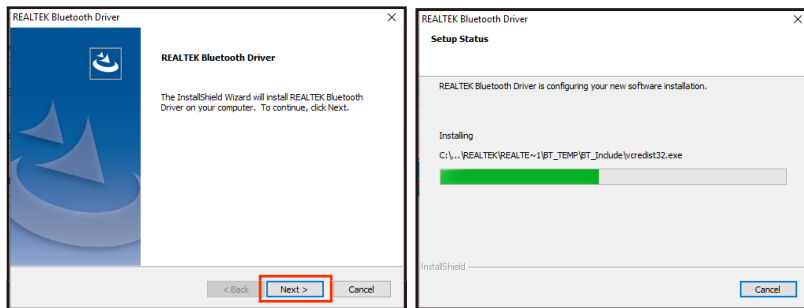 REALTEK Bluetooth Driver
REALTEK Bluetooth Driver
The InstallShield Wizard will install REALTEK Bluetooth
Driver on your computer. To continue, click Next.
< Back
Next >
Cancel
REALTEK Bluetooth Driver
Setup Status
REALTEK Bluetooth Driver is configuring your new software installation.
Installing
C:\...\REALTEK\REALTE~1\BT_TEMP\BT_Include\vcredist32.exe
InstallShield
Cancel